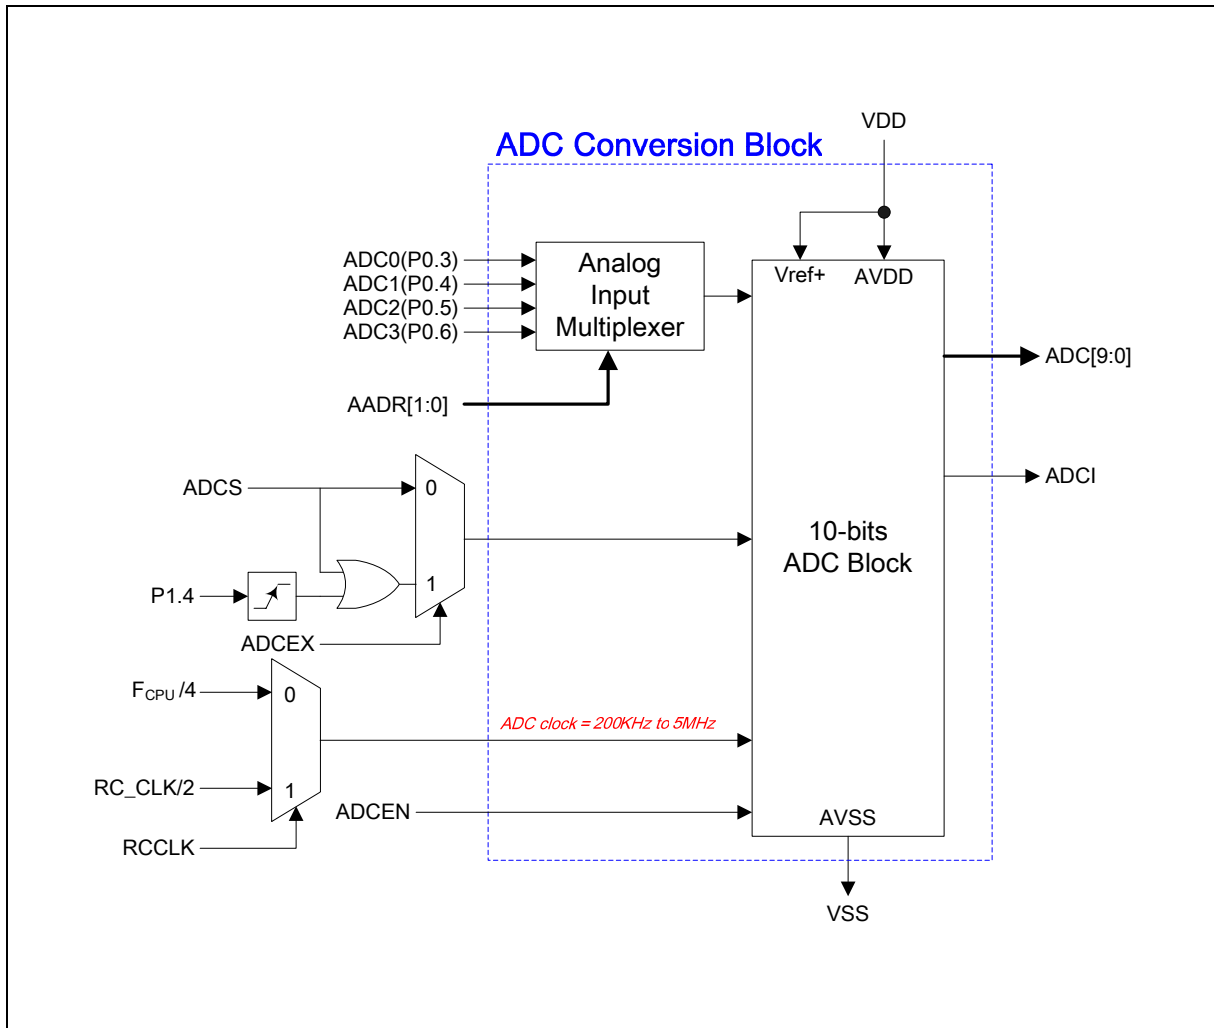 VDD
ADC Conversion Block
ADC0(P0.3)
ADC1(P0.4)
ADC2(P0.5)
ADC3(P0.6)
Analog
Input
Multiplexer
Vref+
AVDD
ADC[9:0]
AADR[1:0]
ADCS
0
ADCI
10-bits
ADC Block
1
P1.4
ADCEX
FCPU /4
0
ADC clock = 200KHz to 5MHz
RC_CLK/2
1
ADCEN
AVSS
RCCLK
VSS